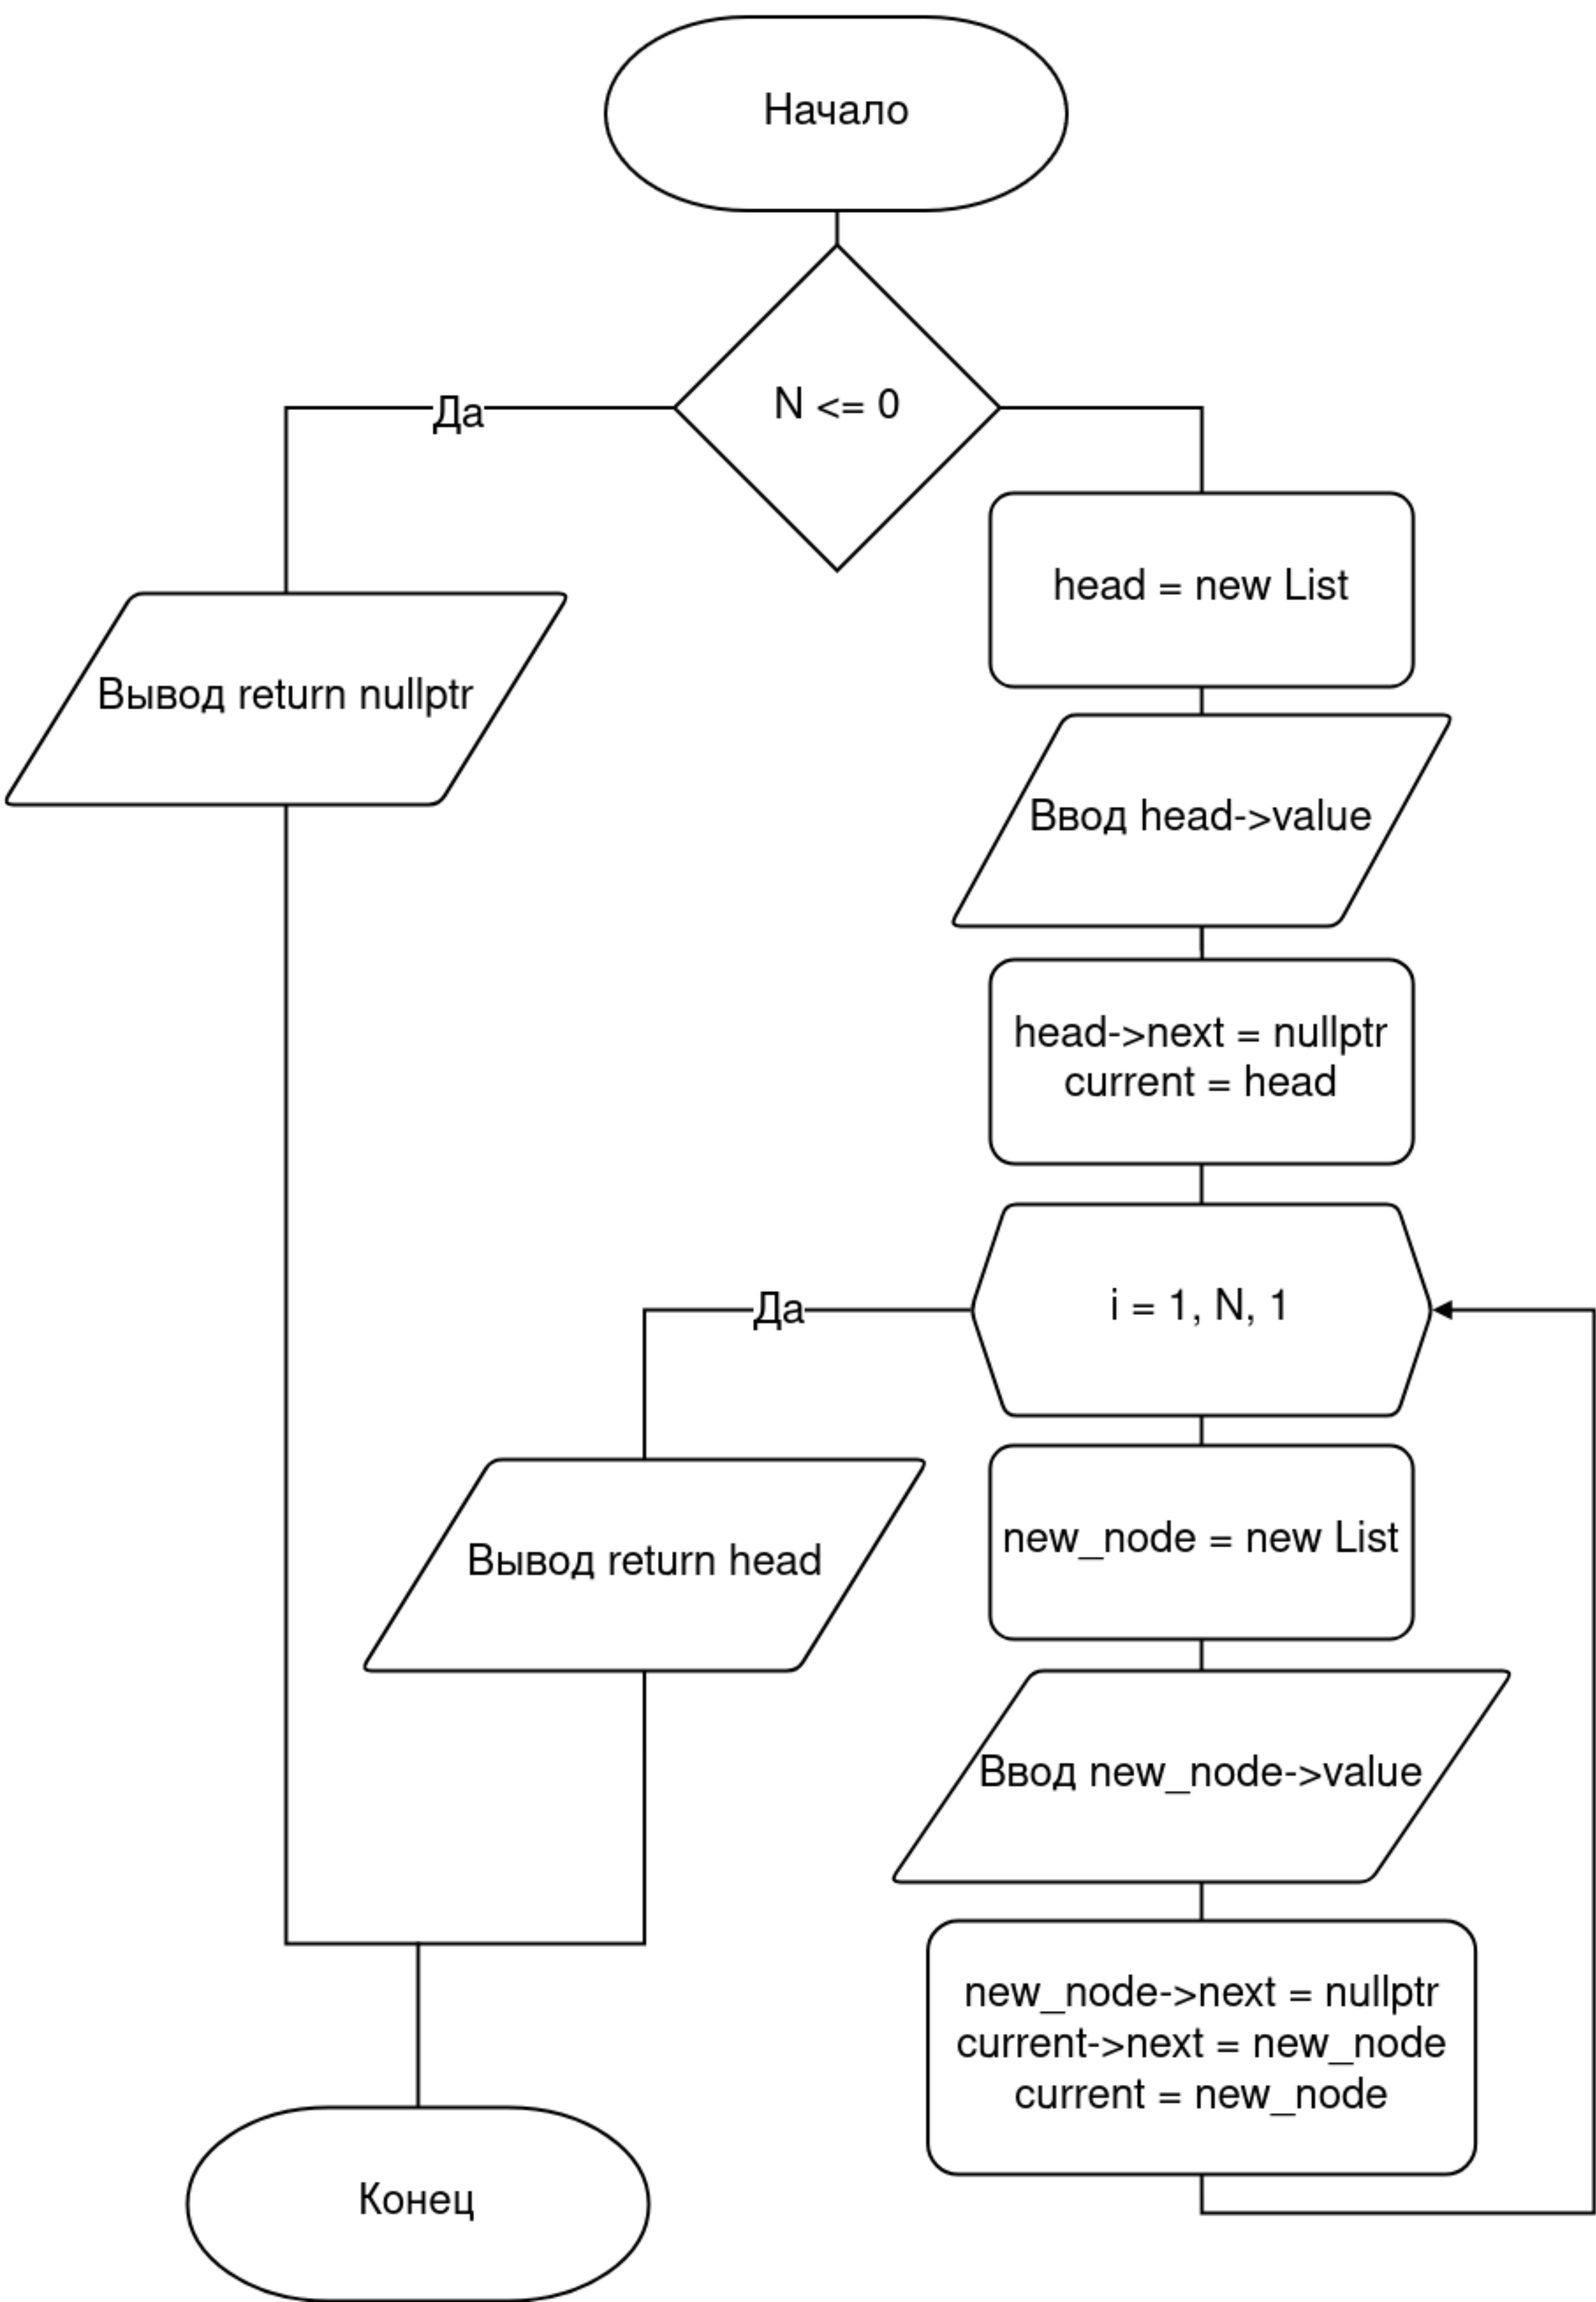 Начало
N <= 0
Да
head = new List
Вывод return nullptr
Ввод head->value
head->next = nullptr
current = head
i = 1, N, 1
Да
new_node = new List
Вывод return head
Ввод new_node->value
new_node->next = nullptr
current->next = new_node
current = new_node
Конец